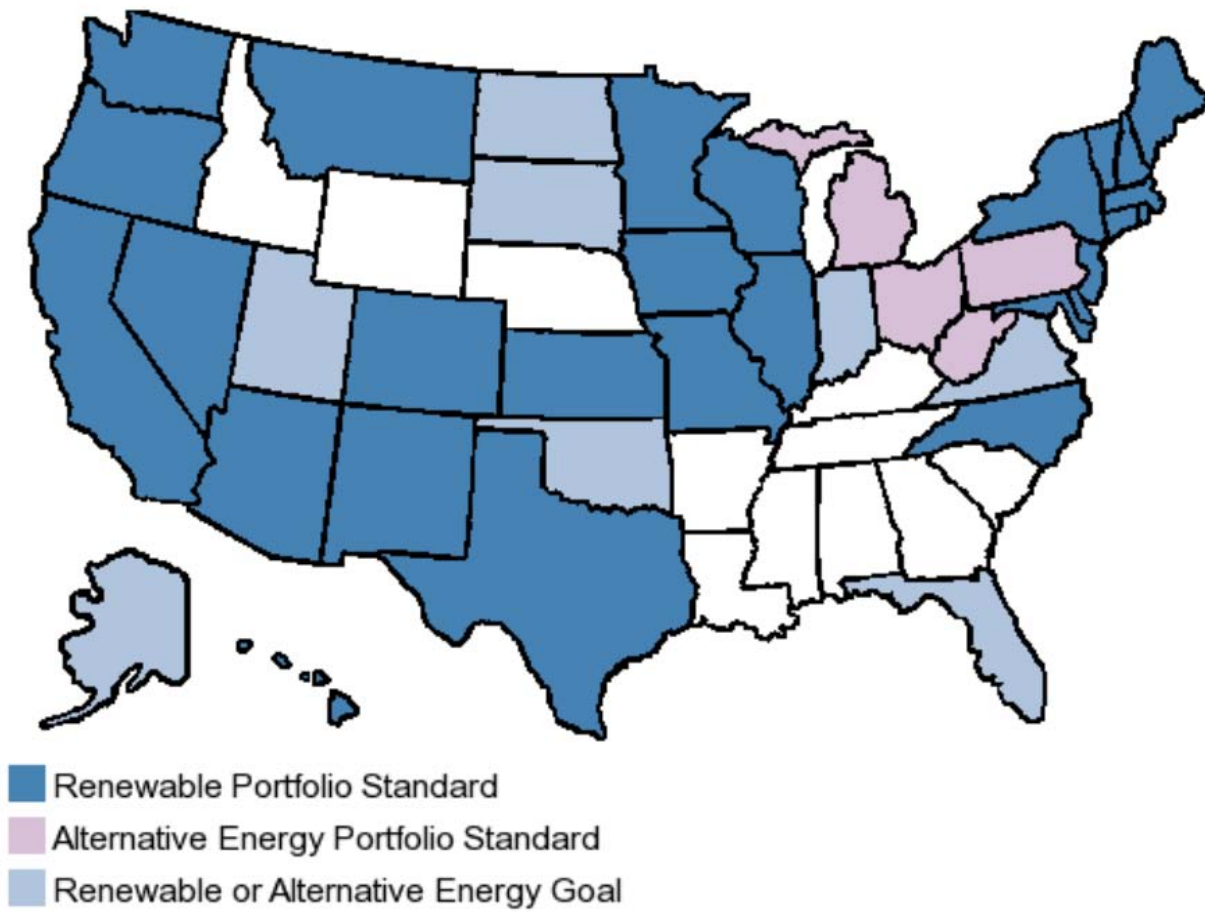 Renewable Portfolio Standard
Alternative Energy Portfolio Standard
Renewable or Alternative Energy Goal